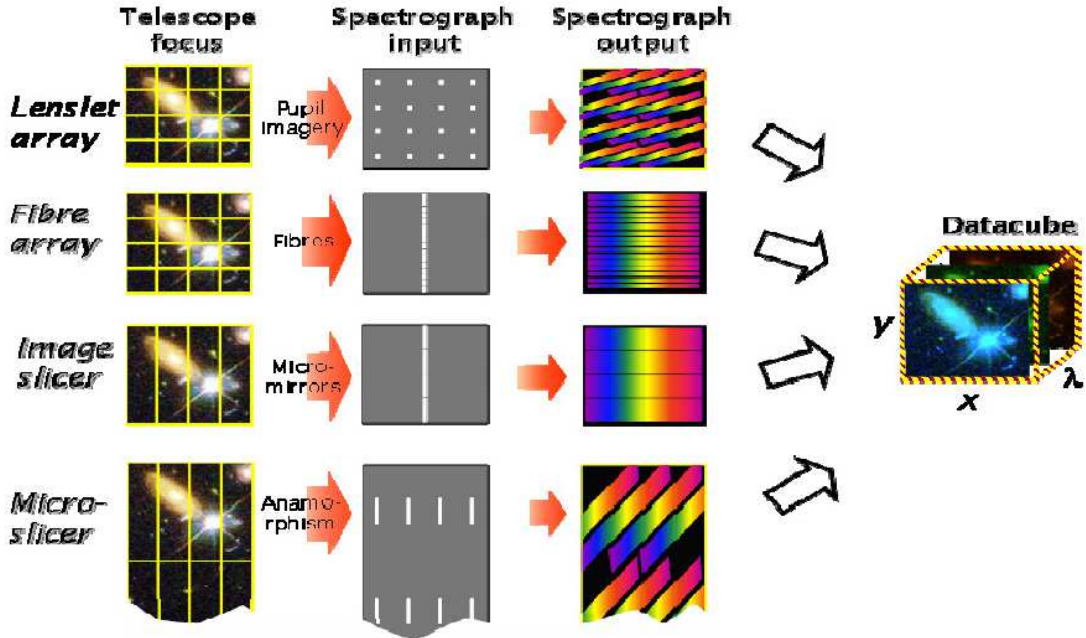 Telescope
focus
Spectrograph
input
Spectrograph
output
Lenslet
array
Pupil
imagery
Fibre
array
Fibres
Image
slicer
Micro-
mirrors
Micro-
slicer
Anamo-
rphism
Datacube
y
x
λ